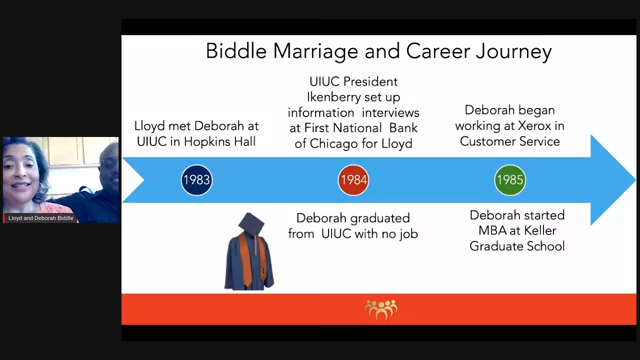 Biddle Marriage and Career Journey
Lloyd met Deborah at
UIUC in Hopkins Hall
UIUC President
Ikenberry set up
information interviews
at First National Bank
of Chicago for Lloyd
Deborah began
working at Xerox in
Customer Service
1983
1984
1985
Deborah graduated
from UIUC with no job
Deborah started
MBA at Keller
Graduate School
Lloyd and Deborah Biddle